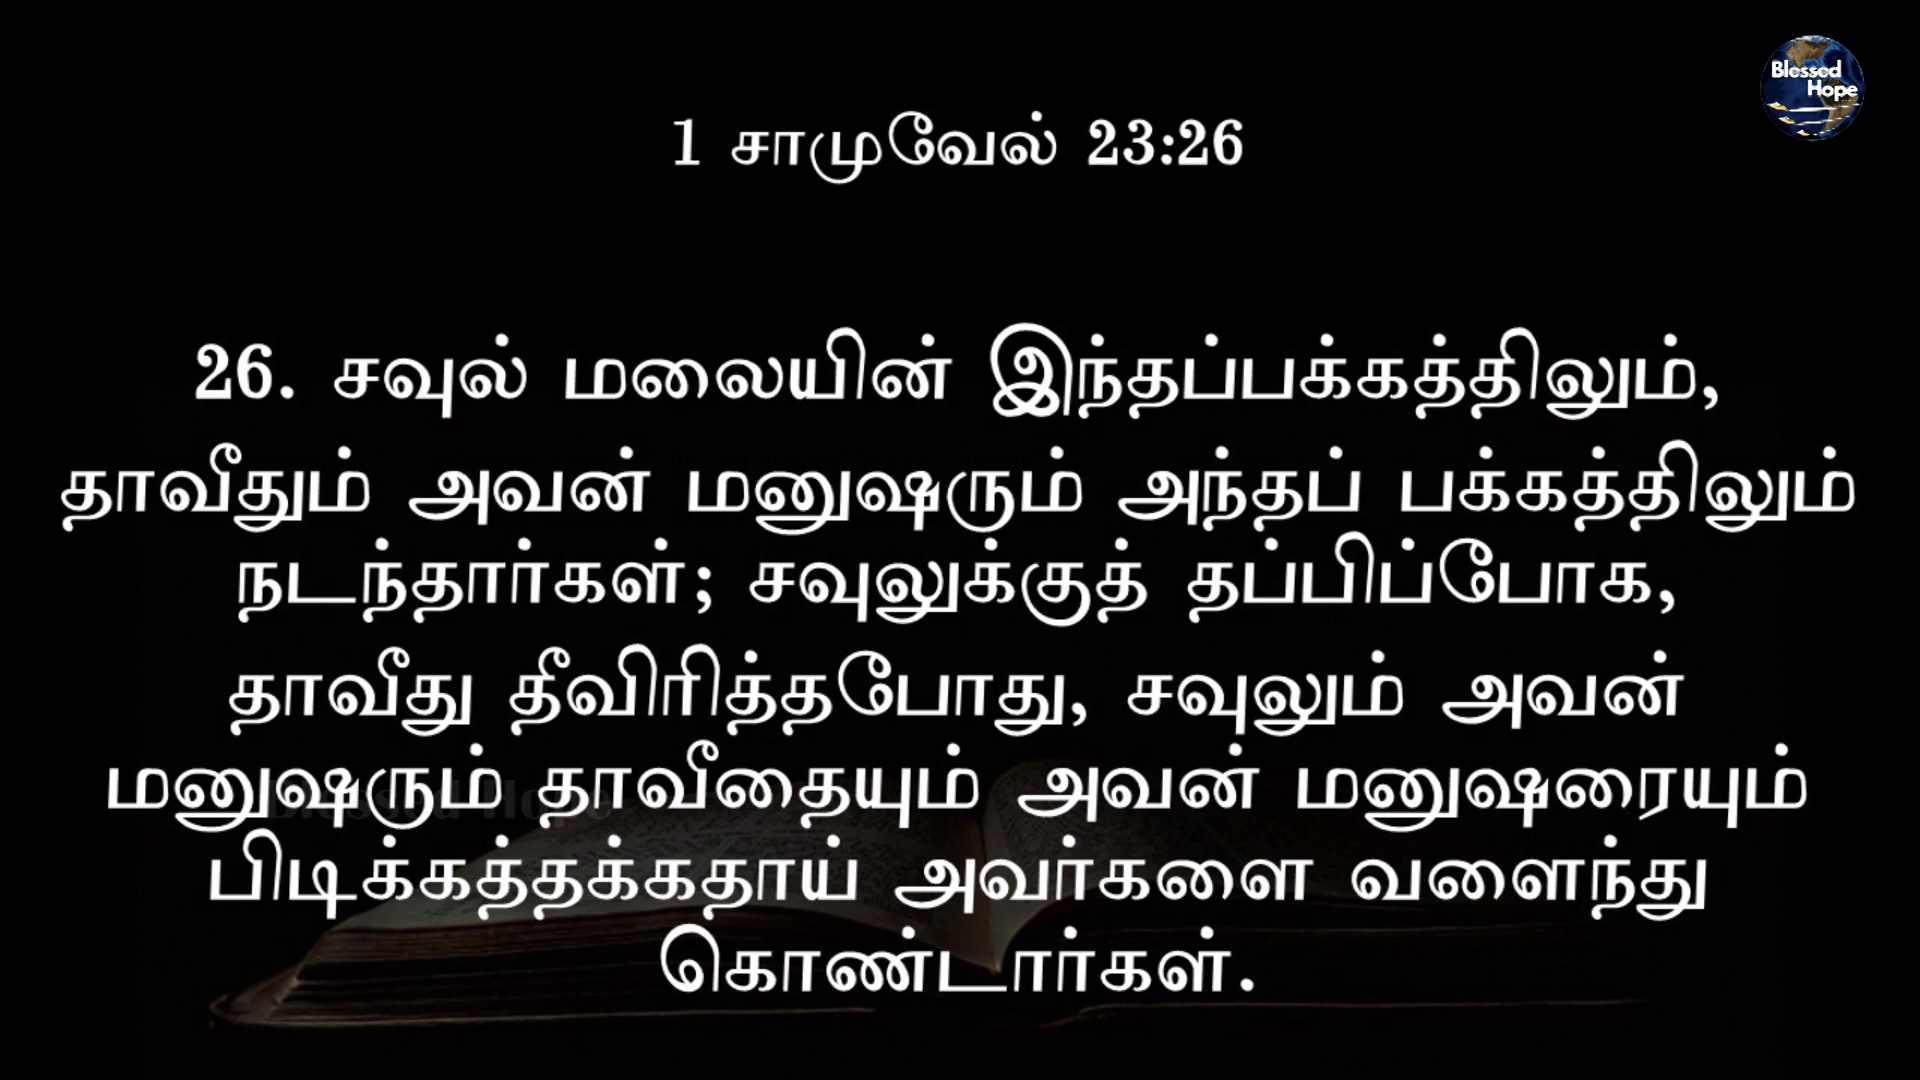 Blessed
Hope
1 சாமுவேல் 23:26
26. சவுல் மலையின் இந்தப்பக்கத்திலும்,
தாவீதும் அவன் மனுஷரும் அந்தப் பக்கத்திலும்
நடந்தார்கள்; சவுலுக்குத் தப்பிப்போக,
தாவீது தீவிரித்தபோது, சவுலும் அவன்
மனுஷரும் தாவீதையும் அவன் மனுஷரையும்
பிடிக்கத்தக்கதாய் அவர்களை வளைந்து
கொண்டார்கள்.
Blessed Hope